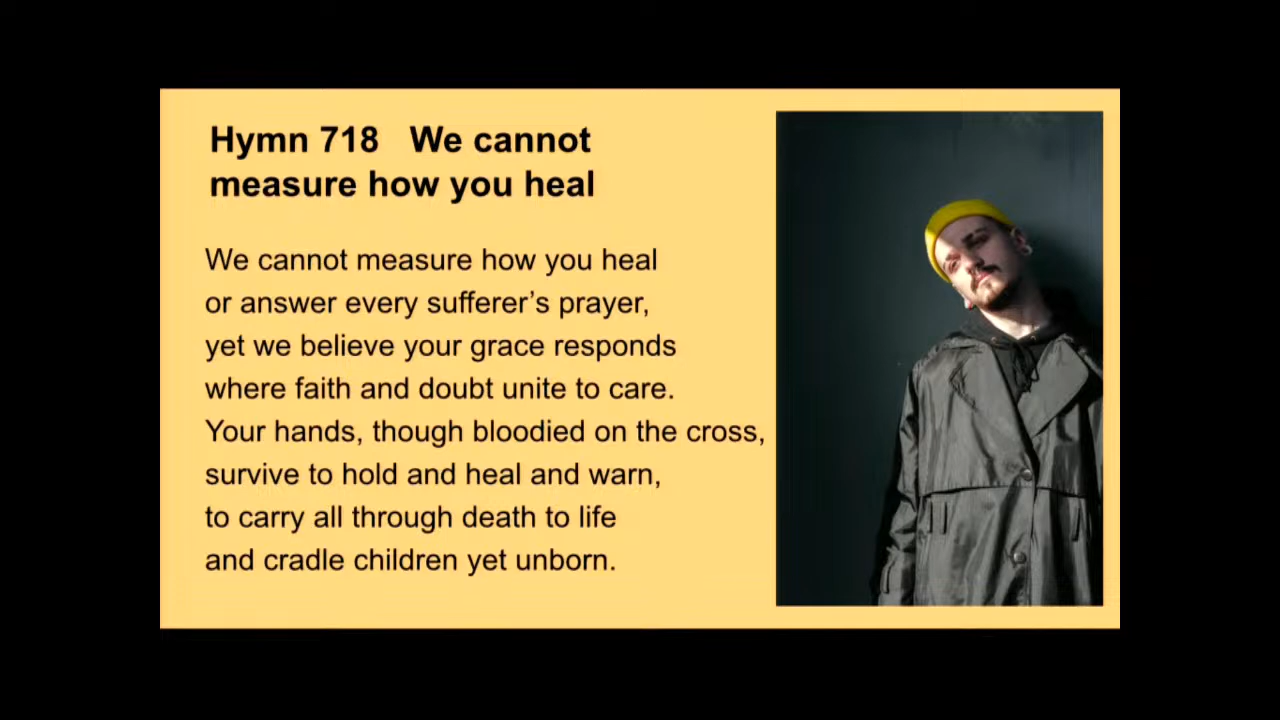 Hymn 718   We cannot
measure how you heal
We cannot measure how you heal
or answer every sufferer’s prayer,
yet we believe your grace responds
where faith and doubt unite to care.
Your hands, though bloodied on the cross,
survive to hold and heal and warn,
to carry all through death to life
and cradle children yet unborn.